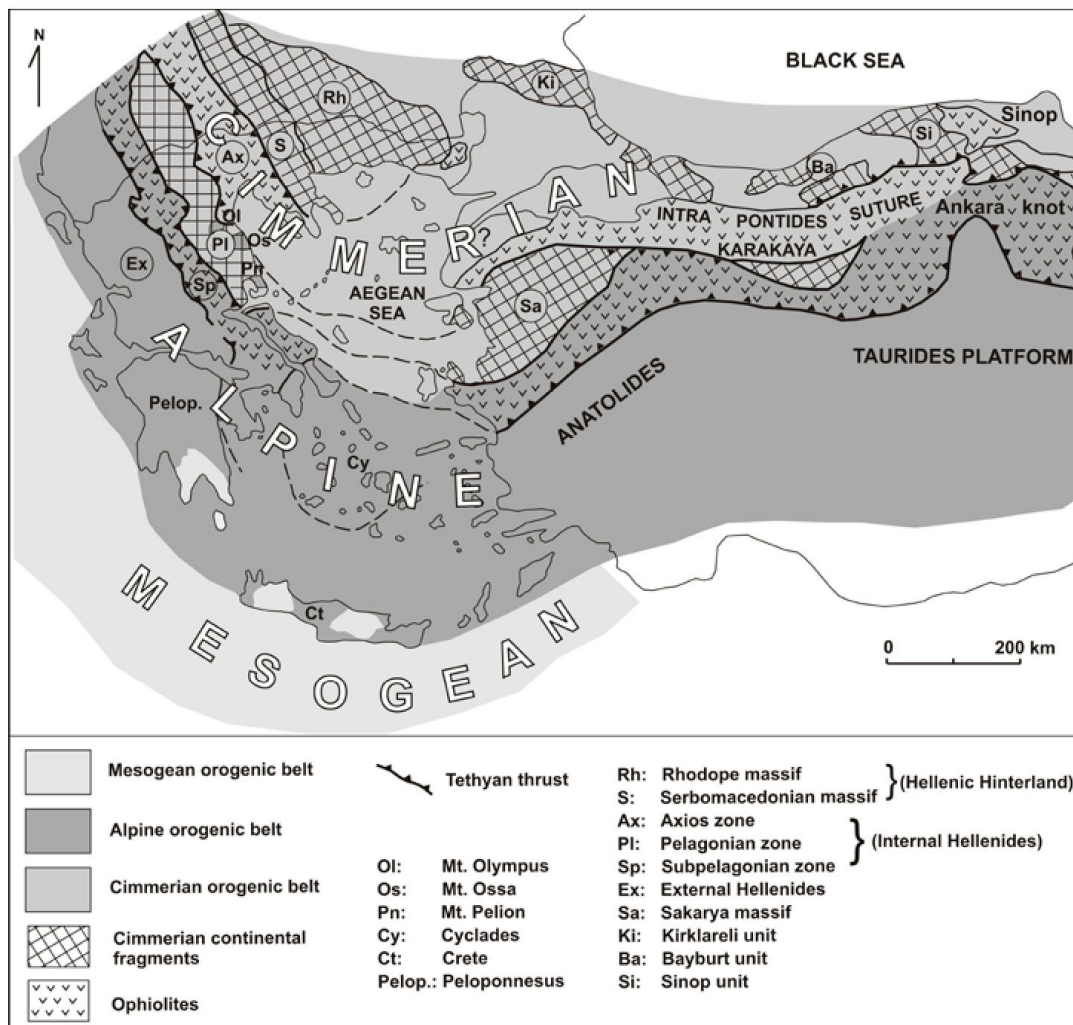 N
BLACK SEA
Rh
Ki
Sinop
Si
S
Ba
Ax
CIMMERIAN
INTRA PONTIDES SUTURE
Ankara knot
KARAKAYA
Ol
Os
Pl
Pn
?
Ex
Sp
AEGEAN
SEA
Sa
TAURIDES PLATFORM
ANATOLIDES
ALPINE
Pelop.
Cy
Ct
MESOGEAN
0 200 km
Mesogean orogenic belt
Alpine orogenic belt
Cimmerian orogenic belt
Cimmerian continental
fragments
Ophiolites
Tethyan thrust
Ol: Mt. Olympus
Os: Mt. Ossa
Pn: Mt. Pelion
Cy: Cyclades
Ct: Crete
Pelop.: Peloponnesus
Rh: Rhodope massif
S: Serbomacedonian massif
} (Hellenic Hinterland)
Ax: Axios zone
Pl: Pelagonian zone
Sp: Subpelagonian zone
} (Internal Hellenides)
Ex: External Hellenides
Sa: Sakarya massif
Ki: Kirklareli unit
Ba: Bayburt unit
Si: Sinop unit